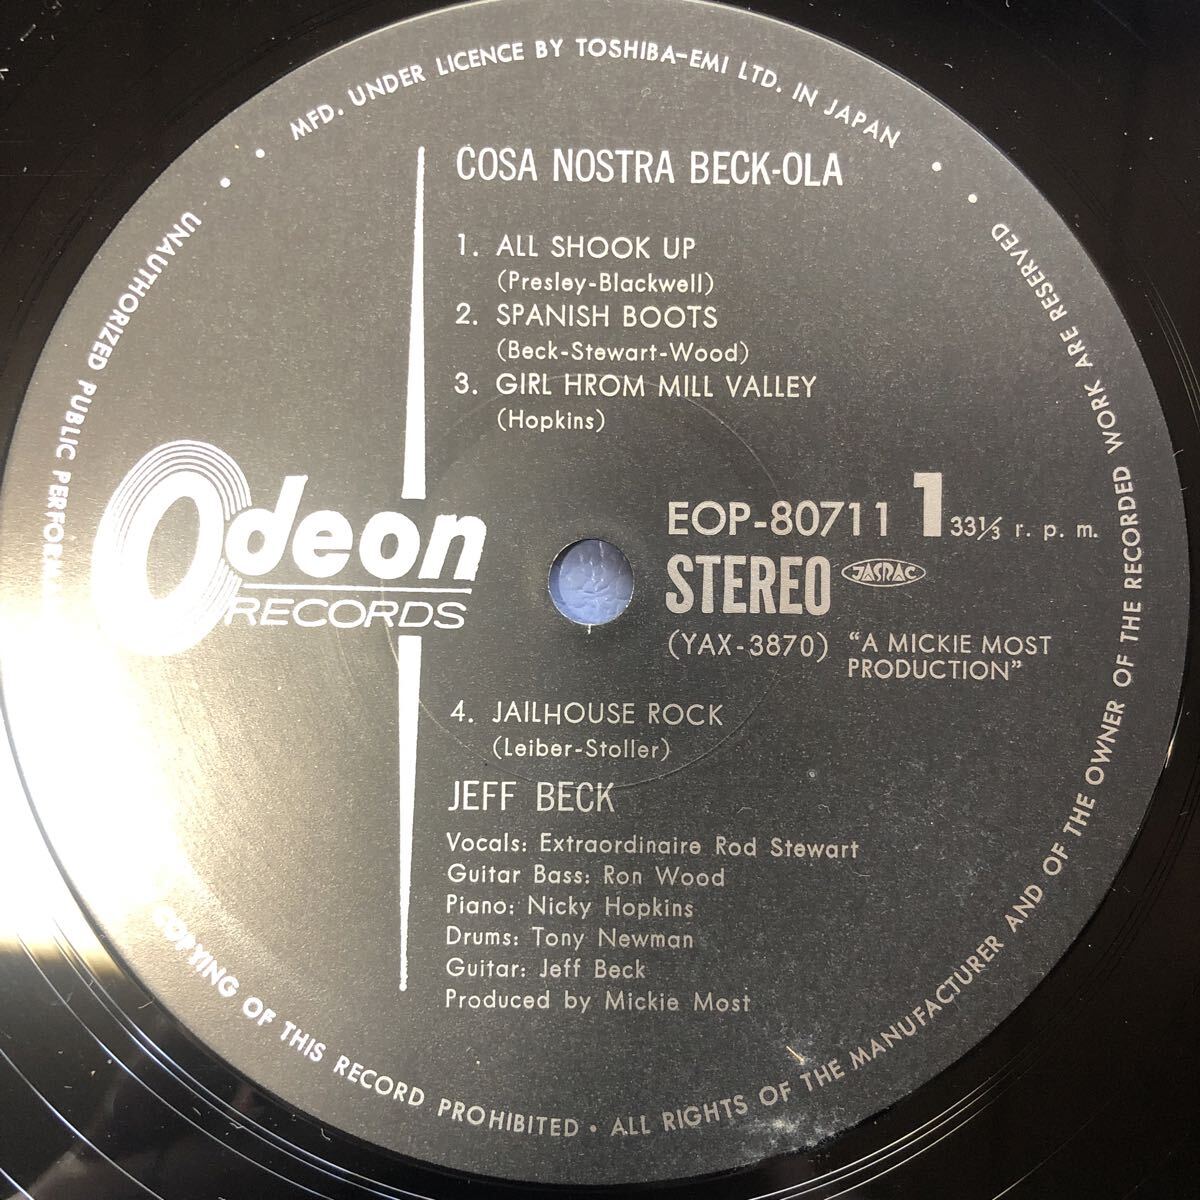 MFD. UNDER LICENCE BY TOSHIBA-EMI LTD. IN JAPAN
COSA NOSTRA BECK-OLA
1. ALL SHOOK UP
(Presley-Blackwell)
2. SPANISH BOOTS
(Beck-Stewart-Wood)
3. GIRL HROM MILL VALLEY
(Hopkins)
Odeon
RECORDS
EOP-80711 1 33⅓ r. p. m.
STEREO JASRAC
(YAX-3870) “A MICKIE MOST
PRODUCTION”
4. JAILHOUSE ROCK
(Leiber-Stoller)
JEFF BECK
Vocals: Extraordinaire Rod Stewart
Guitar Bass: Ron Wood
Piano: Nicky Hopkins
Drums: Tony Newman
Guitar: Jeff Beck
Produced by Mickie Most
UNAUTHORIZED PUBLIC
COPYING OF THIS RECORD PROHIBITED • ALL RIGHTS OF THE MANUFACTURER AND OF THE OWNER OF THE RECORDED WORK ARE RESERVED